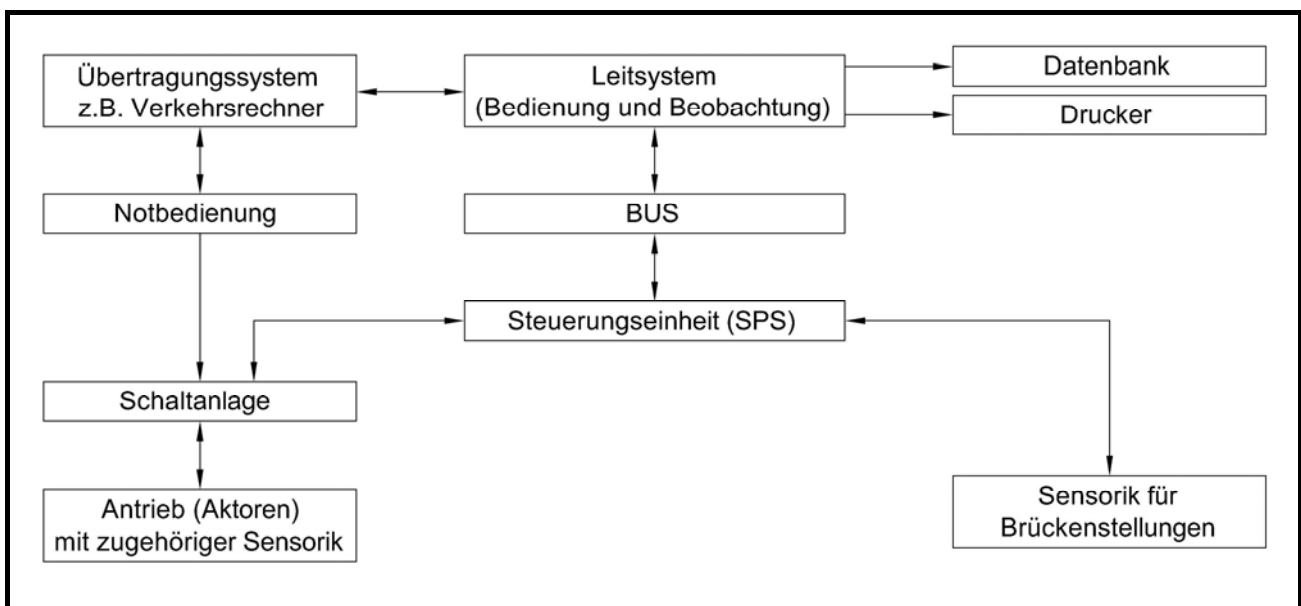 Übertragungssystem
z.B. Verkehrsrechner
Leitsystem
(Bedienung und Beobachtung)
Datenbank
Drucker
Notbedienung
BUS
Steuerungseinheit (SPS)
Schaltanlage
Antrieb (Aktoren)
mit zugehöriger Sensorik
Sensorik für
Brückenstellungen